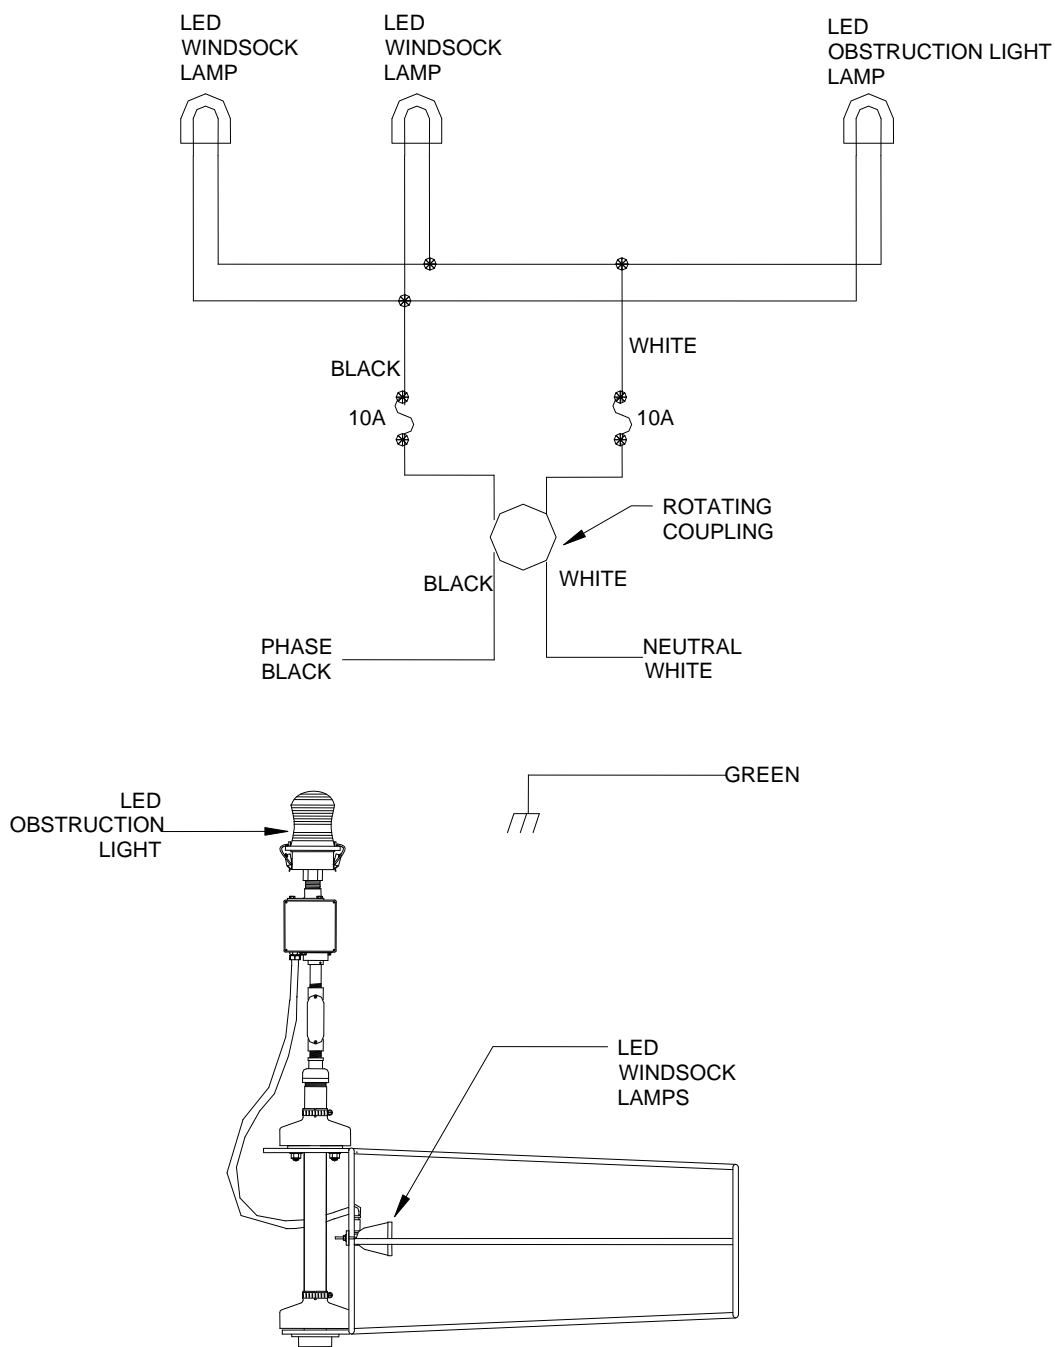 LED
WINDSOCK
LAMP
LED
WINDSOCK
LAMP
LED
OBSTRUCTION LIGHT
LAMP
BLACK
WHITE
10A
10A
ROTATING
COUPLING
BLACK
WHITE
PHASE
BLACK
NEUTRAL
WHITE
GREEN
LED
OBSTRUCTION
LIGHT
LED
WINDSOCK
LAMPS